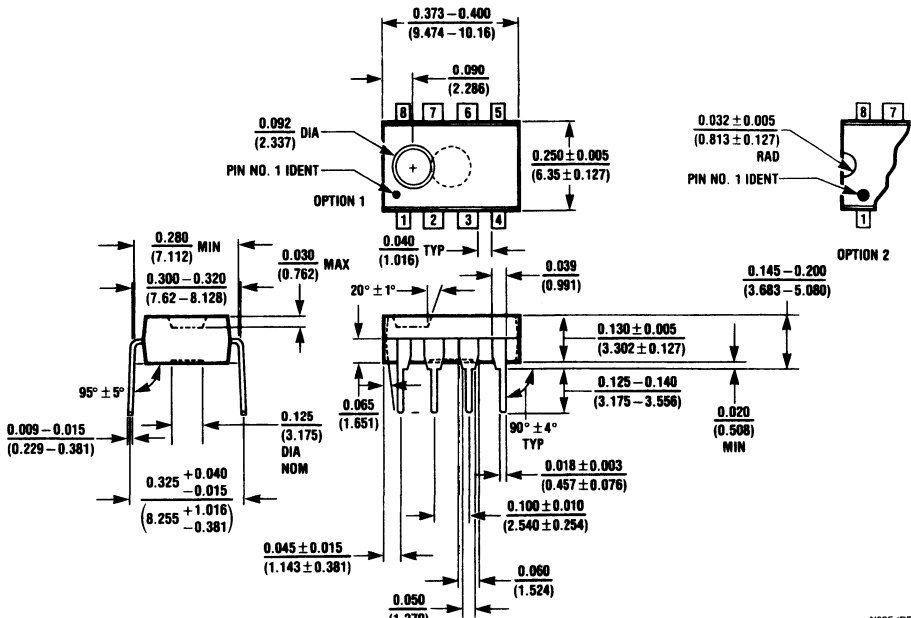 0.373 – 0.400
(9.474 – 10.16)
0.090
(2.286)
8 7 6 5
0.092 DIA
(2.337)
PIN NO. 1 IDENT
OPTION 1
1 2 3 4
0.250 ± 0.005
(6.35 ± 0.127)
8 7
0.032 ± 0.005
(0.813 ± 0.127)
RAD
PIN NO. 1 IDENT
1
OPTION 2
0.280 MIN
(7.112)
0.300 – 0.320
(7.62 – 8.128)
0.030 MAX
(0.762)
0.040 TYP
(1.016)
0.039
(0.991)
20° ± 1°
0.145 – 0.200
(3.683 – 5.080)
0.130 ± 0.005
(3.302 ± 0.127)
95° ± 5°
0.009 – 0.015
(0.229 – 0.381)
0.125
(3.175)
DIA
NOM
0.065
(1.651)
0.125 – 0.140
(3.175 – 3.556)
90° ± 4°
TYP
0.020
(0.508)
MIN
0.325 +0.040
−0.015
(8.255 +1.016
−0.381)
0.018 ± 0.003
(0.457 ± 0.076)
0.100 ± 0.010
(2.540 ± 0.254)
0.045 ± 0.015
(1.143 ± 0.381)
0.060
(1.524)
0.050